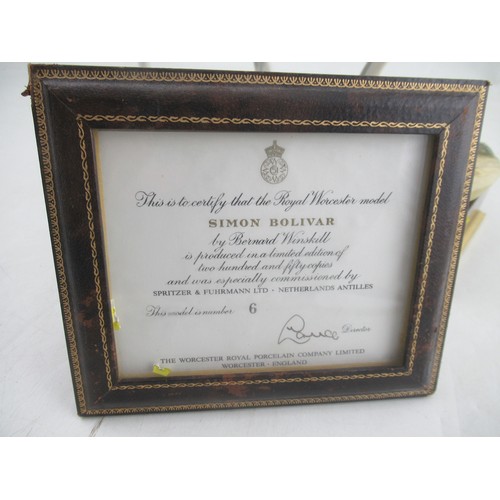 This is to certify that the Royal Worcester model
SIMON BOLIVAR
by Bernard Winskill
is produced in a limited edition of
two hundred and fifty copies
and was especially commissioned by
SPRITZER & FUHRMANN LTD · NETHERLANDS ANTILLES
This model is number 6
Director
THE WORCESTER ROYAL PORCELAIN COMPANY LIMITED
WORCESTER · ENGLAND